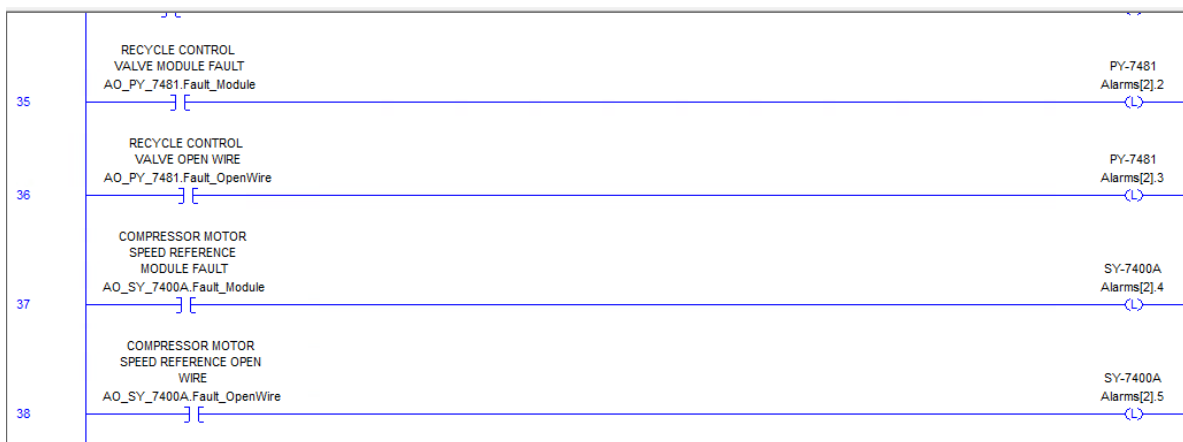 RECYCLE CONTROL
VALVE MODULE FAULT
AO_PY_7481.Fault_Module
PY-7481
Alarms[2].2
35
(L)
RECYCLE CONTROL
VALVE OPEN WIRE
AO_PY_7481.Fault_OpenWire
PY-7481
Alarms[2].3
36
(L)
COMPRESSOR MOTOR
SPEED REFERENCE
MODULE FAULT
AO_SY_7400A.Fault_Module
SY-7400A
Alarms[2].4
37
(L)
COMPRESSOR MOTOR
SPEED REFERENCE OPEN
WIRE
AO_SY_7400A.Fault_OpenWire
SY-7400A
Alarms[2].5
38
(L)